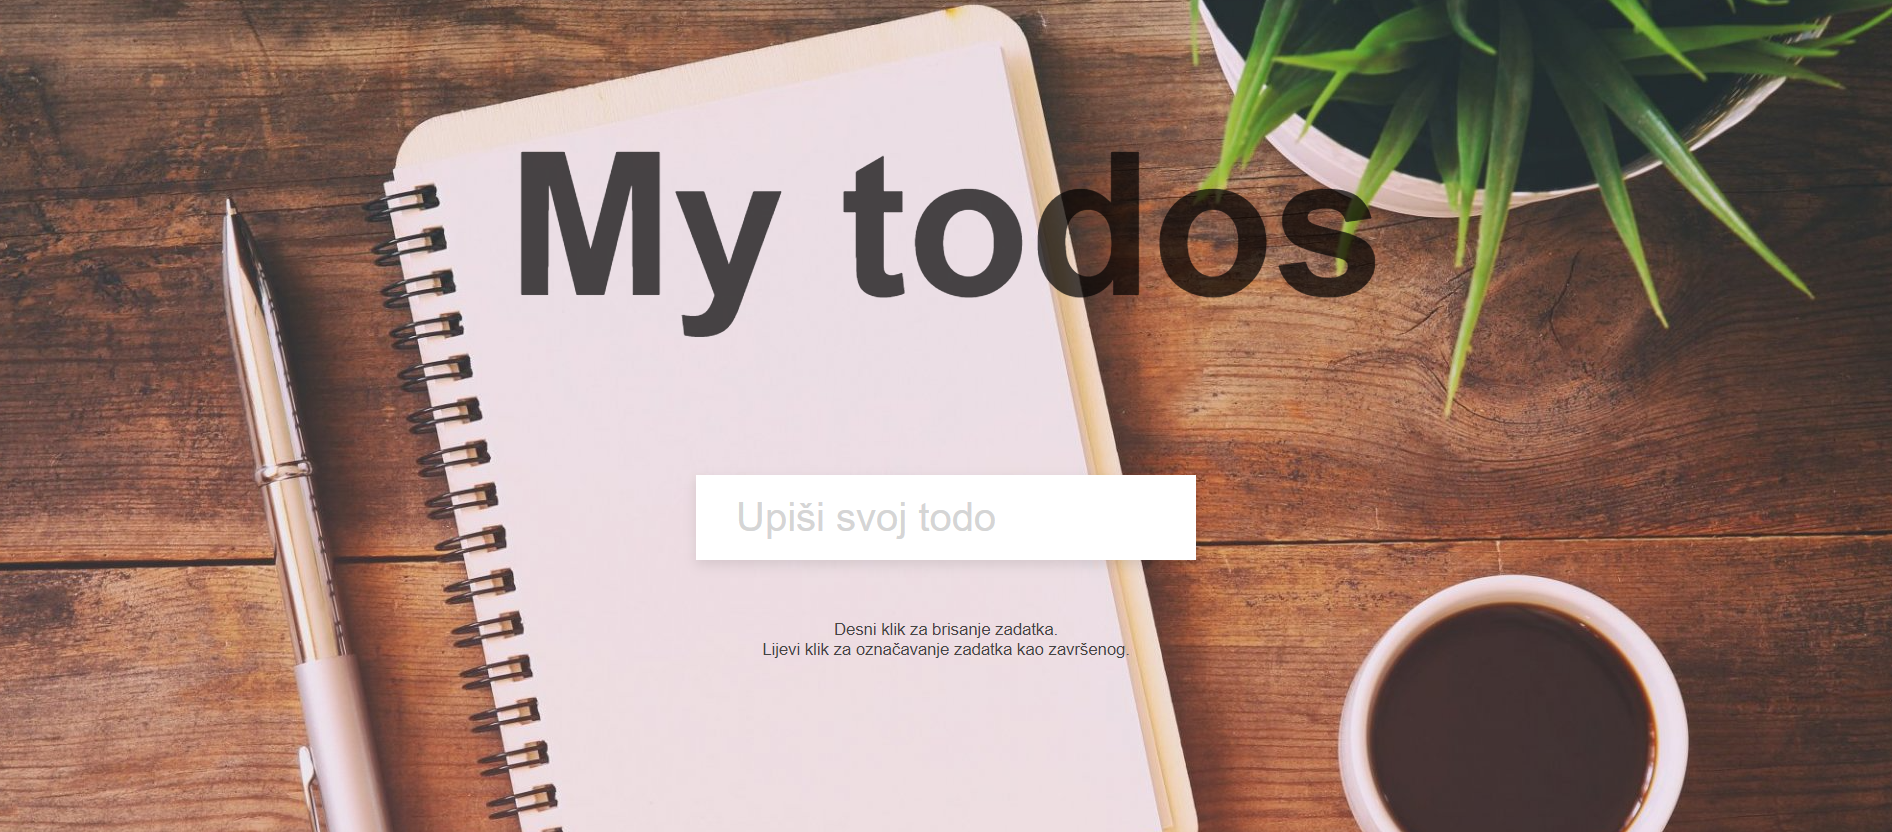 My todos
Upiši svoj todo
Desni klik za brisanje zadatka.
Lijevi klik za označavanje zadatka kao završenog.